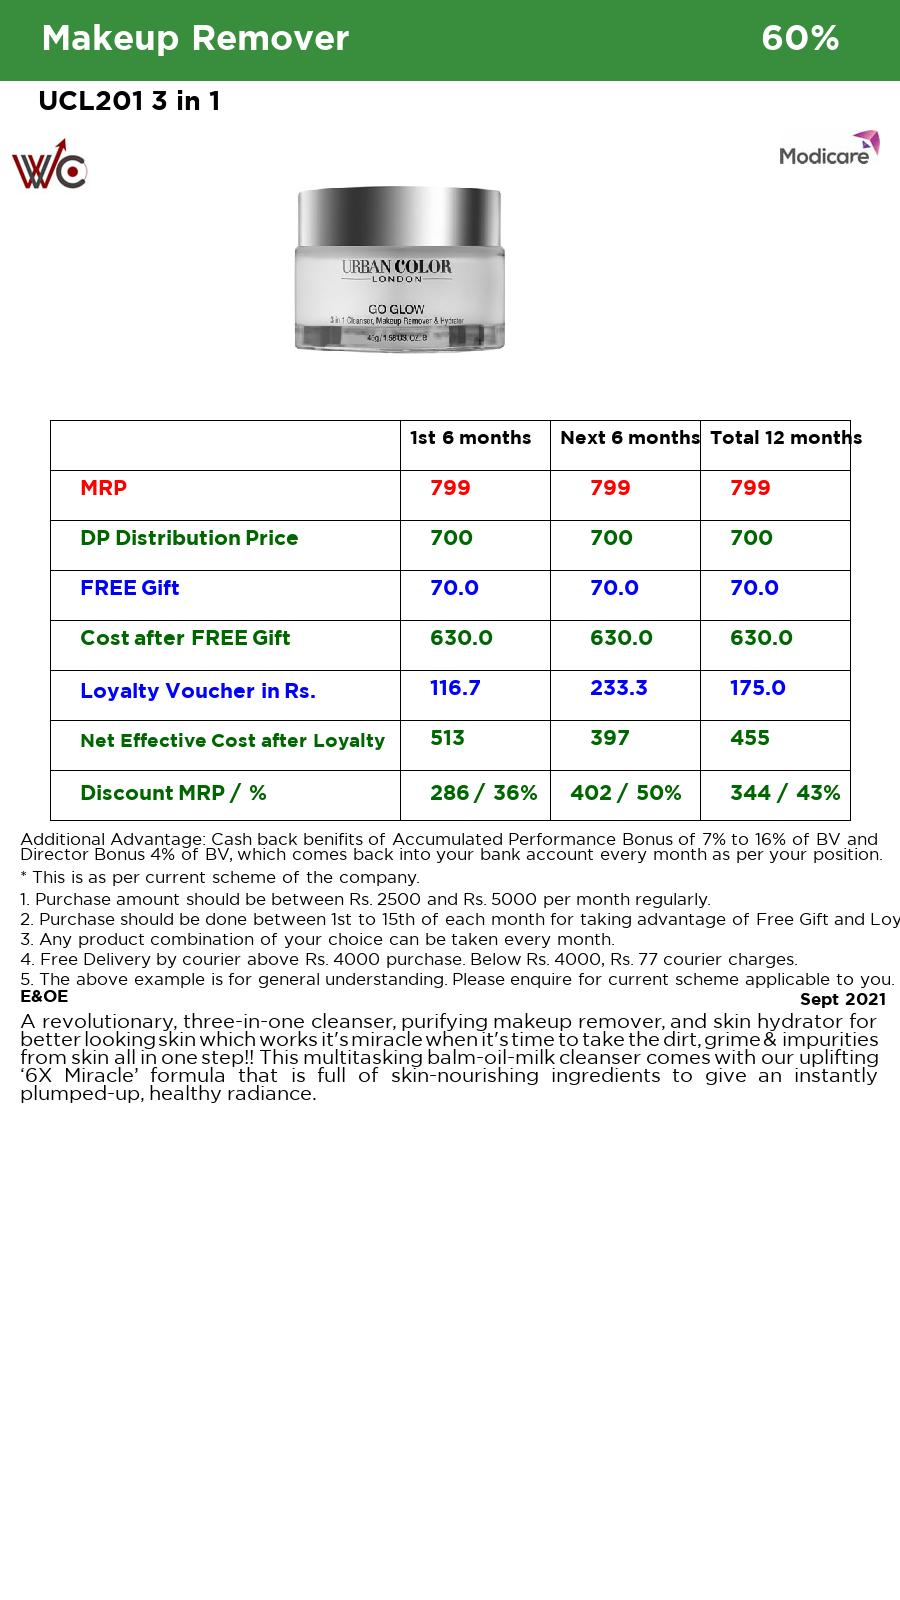 Makeup Remover 60%
UCL201 3 in 1
WC
Modicare
URBAN COLOR
LONDON
GO GLOW
3 in 1 Cleanser, Makeup Remover & Hydrator
45g/1.58 US. OZ. ℮
1st 6 months Next 6 months Total 12 months
MRP 799 799 799
DP Distribution Price 700 700 700
FREE Gift 70.0 70.0 70.0
Cost after FREE Gift 630.0 630.0 630.0
Loyalty Voucher in Rs. 116.7 233.3 175.0
Net Effective Cost after Loyalty 513 397 455
Discount MRP / % 286 / 36% 402 / 50% 344 / 43%
Additional Advantage: Cash back benifits of Accumulated Performance Bonus of 7% to 16% of BV and
Director Bonus 4% of BV, which comes back into your bank account every month as per your position.
* This is as per current scheme of the company.
1. Purchase amount should be between Rs. 2500 and Rs. 5000 per month regularly.
2. Purchase should be done between 1st to 15th of each month for taking advantage of Free Gift and Loy
3. Any product combination of your choice can be taken every month.
4. Free Delivery by courier above Rs. 4000 purchase. Below Rs. 4000, Rs. 77 courier charges.
5. The above example is for general understanding. Please enquire for current scheme applicable to you.
E&OE Sept 2021
A revolutionary, three-in-one cleanser, purifying makeup remover, and skin hydrator for
better looking skin which works it's miracle when it's time to take the dirt, grime & impurities
from skin all in one step!! This multitasking balm-oil-milk cleanser comes with our uplifting
‘6X Miracle’ formula that is full of skin-nourishing ingredients to give an instantly
plumped-up, healthy radiance.